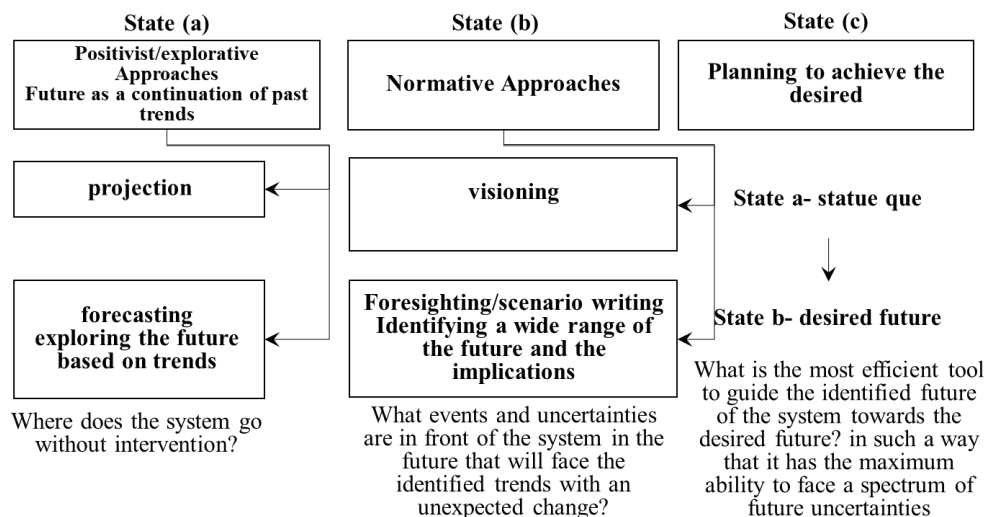 State (a)
Positivist/explorative
Approaches
Future as a continuation of past
trends
projection
forecasting
exploring the future
based on trends
Where does the system go
without intervention?
State (b)
Normative Approaches
visioning
Foresighting/scenario writing
Identifying a wide range of
the future and the
implications
What events and uncertainties
are in front of the system in the
future that will face the
identified trends with an
unexpected change?
State (c)
Planning to achieve the
desired
State a- statue que
State b- desired future
What is the most efficient tool
to guide the identified future
of the system towards the
desired future? in such a way
that it has the maximum
ability to face a spectrum of
future uncertainties